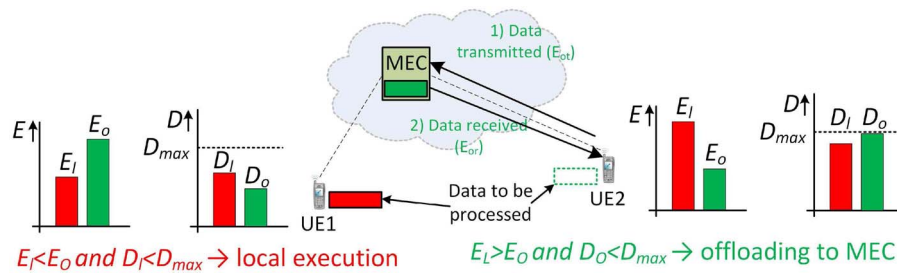 1) Data
transmitted (Eot)
MEC
2) Data received
(Eor)
E
El
Eo
D
Dmax
Dl
Do
UE1
Data to be
processed
UE2
E
El
Eo
D
Dmax
Dl
Do
El<EO and Dl<Dmax → local execution
EL>EO and DO<Dmax → offloading to MEC